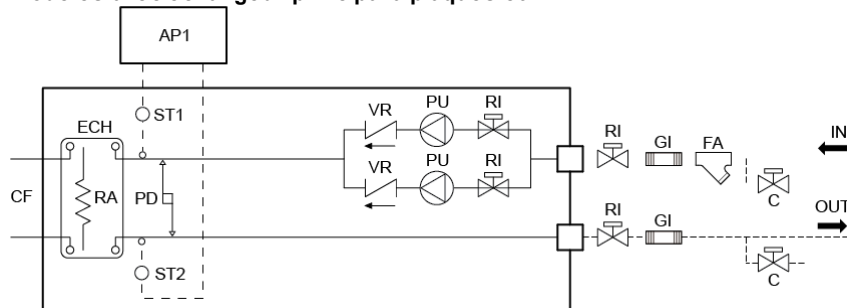 AP1
ST1
VR
PU
RI
ECH
RI
GI
FA
IN
VR
PU
RI
CF
RA
PD
C
RI
GI
OUT
ST2
C